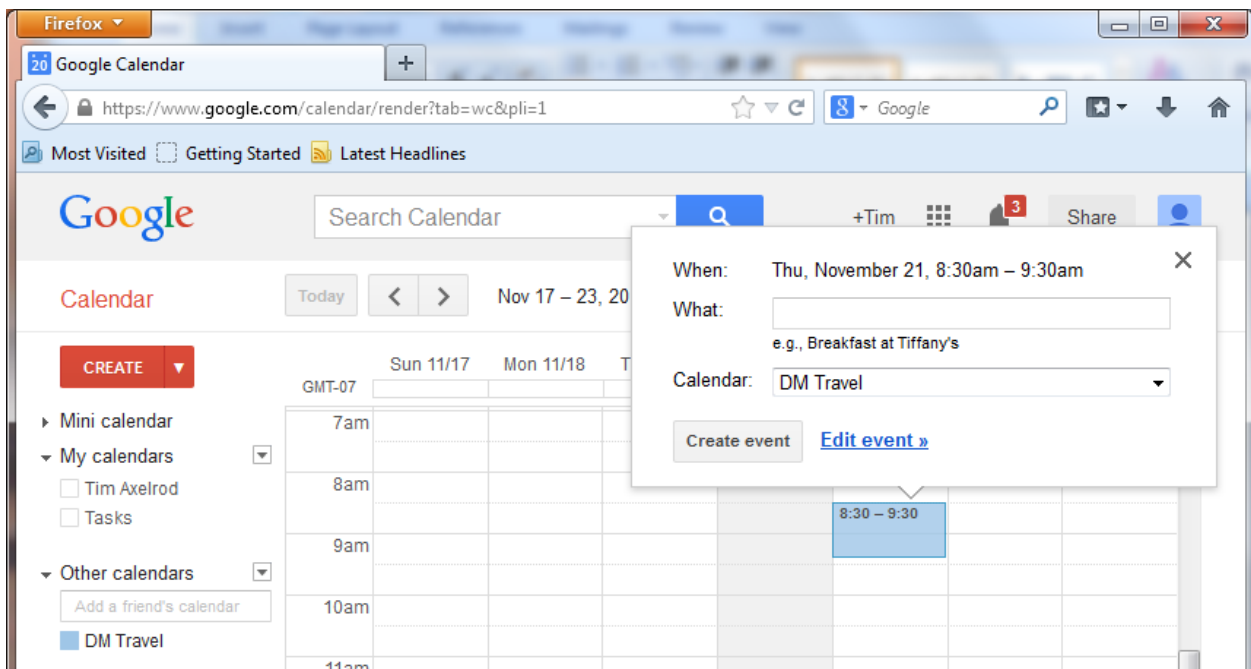 Firefox
Google Calendar
+
https://www.google.com/calendar/render?tab=wc&pli=1
Google
Most Visited
Getting Started
Latest Headlines
Google
Search Calendar
+Tim
3
Share
Calendar
Today
Nov 17 – 23, 20
When: Thu, November 21, 8:30am – 9:30am
What:
e.g., Breakfast at Tiffany's
Calendar: DM Travel
Create event
Edit event »
CREATE
Mini calendar
My calendars
Tim Axelrod
Tasks
Other calendars
Add a friend's calendar
DM Travel
Sun 11/17
Mon 11/18
T
GMT-07
7am
8am
8:30 – 9:30
9am
10am
11am